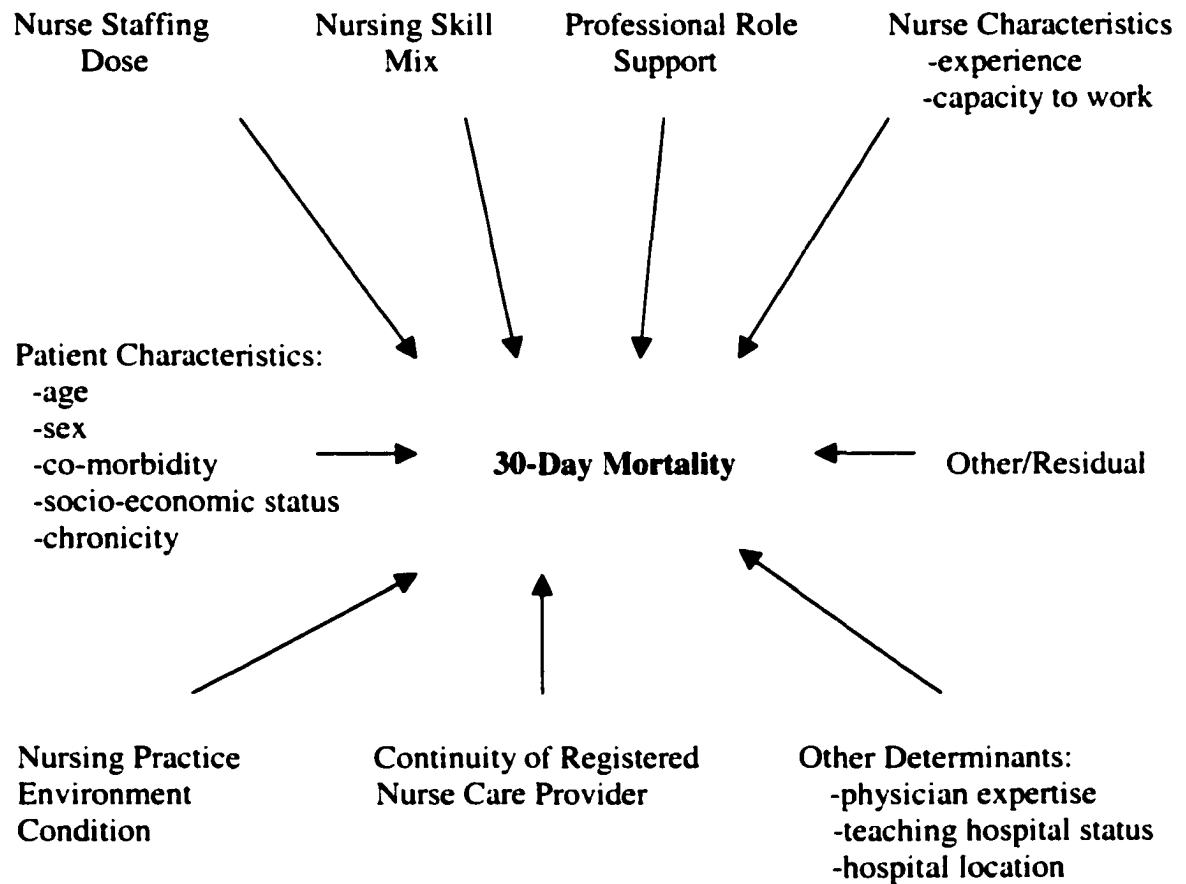 Nurse Staffing
Dose
Nursing Skill
Mix
Professional Role
Support
Nurse Characteristics
-experience
-capacity to work
Patient Characteristics:
-age
-sex
-co-morbidity
-socio-economic status
-chronicity
30-Day Mortality
Other/Residual
Nursing Practice
Environment
Condition
Continuity of Registered
Nurse Care Provider
Other Determinants:
-physician expertise
-teaching hospital status
-hospital location